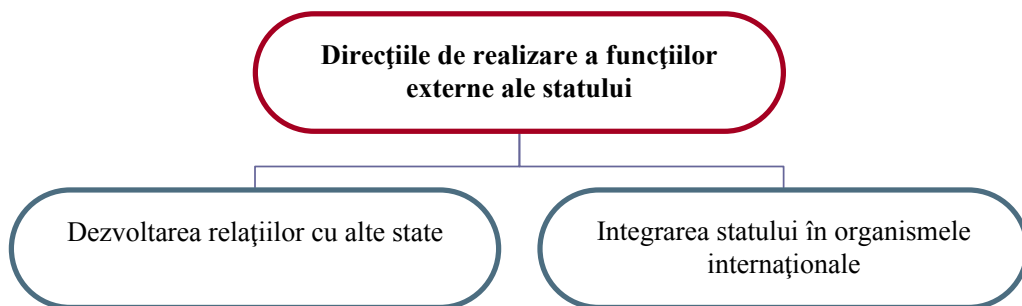 Direcţiile de realizare a funcţiilor
externe ale statului
Dezvoltarea relaţiilor cu alte state
Integrarea statului în organismele
internaţionale